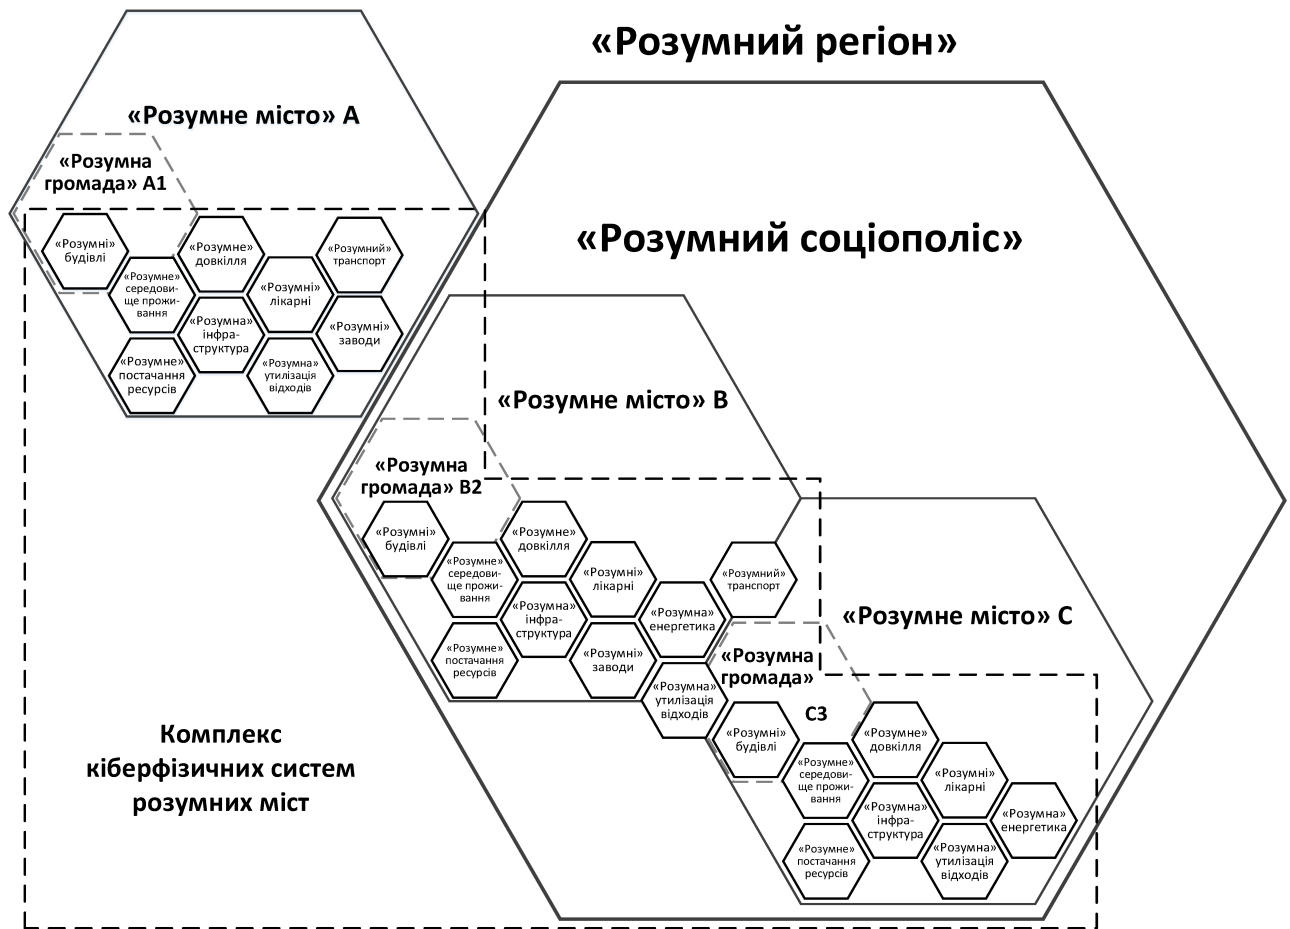 «Розумний регіон»
«Розумне місто» А
«Розумна
громада» А1
«Розумні»
будівлі
«Розумне»
довкілля
«Розумний»
транспорт
«Розумне»
середови-
ще прожи-
вання
«Розумні»
лікарні
«Розумна»
інфра-
структура
«Розумні»
заводи
«Розумне»
постачання
ресурсів
«Розумна»
утилізація
відходів
«Розумний соціополіс»
«Розумне місто» В
«Розумна
громада» В2
«Розумні»
будівлі
«Розумне»
довкілля
«Розумне»
середови-
ще прожи-
вання
«Розумні»
лікарні
«Розумний»
транспорт
«Розумна»
інфра-
структура
«Розумна»
енергетика
«Розумне»
постачання
ресурсів
«Розумні»
заводи
«Розумна»
утилізація
відходів
«Розумне місто» С
«Розумна
громада»
С3
«Розумні»
будівлі
«Розумне»
довкілля
«Розумне»
середови-
ще прожи-
вання
«Розумні»
лікарні
«Розумна»
інфра-
структура
«Розумна»
енергетика
«Розумне»
постачання
ресурсів
«Розумна»
утилізація
відходів
Комплекс
кіберфізичних систем
розумних міст